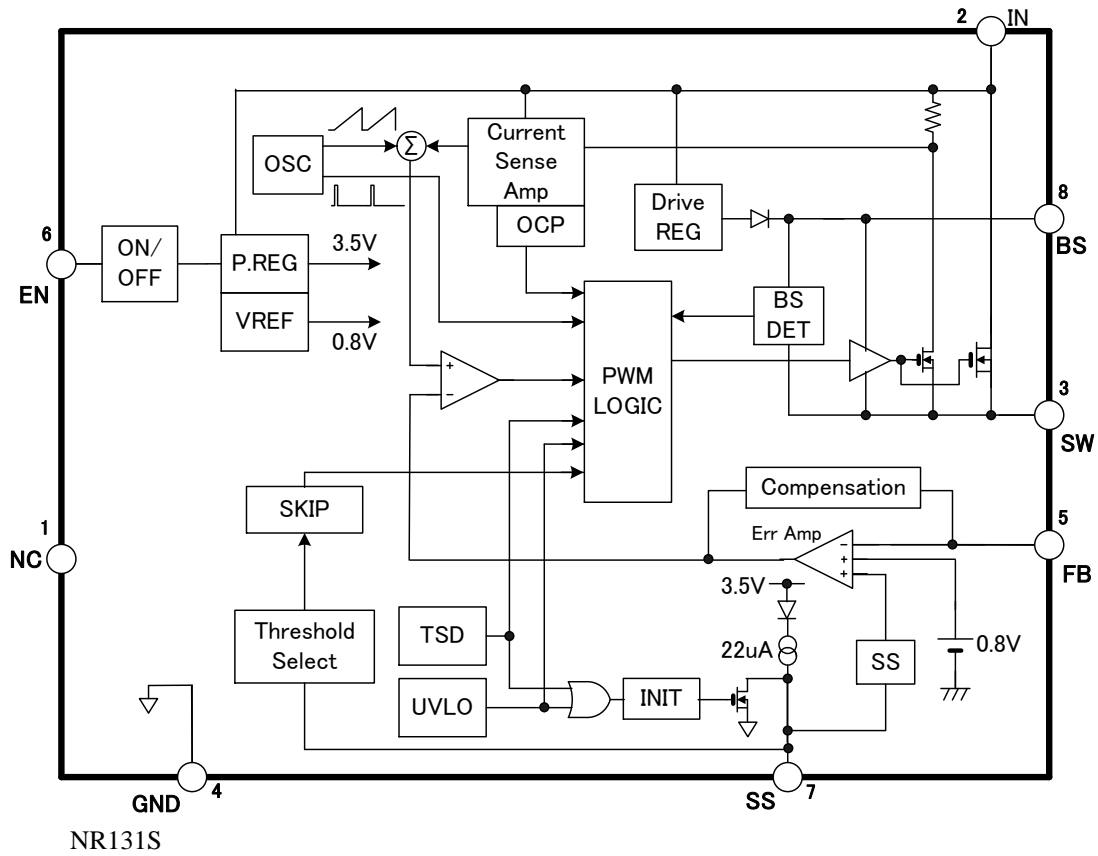 2
IN
Current
Sense
Amp
Σ
OSC
OCP
Drive
REG
8
BS
6
EN
ON/
OFF
P.REG
3.5V
VREF
0.8V
BS
DET
+
−
PWM
LOGIC
3
SW
SKIP
Compensation
1
NC
Err Amp
−
+
+
5
FB
3.5V
Threshold
Select
TSD
22uA
SS
0.8V
UVLO
INIT
GND
4
SS
7
NR131S